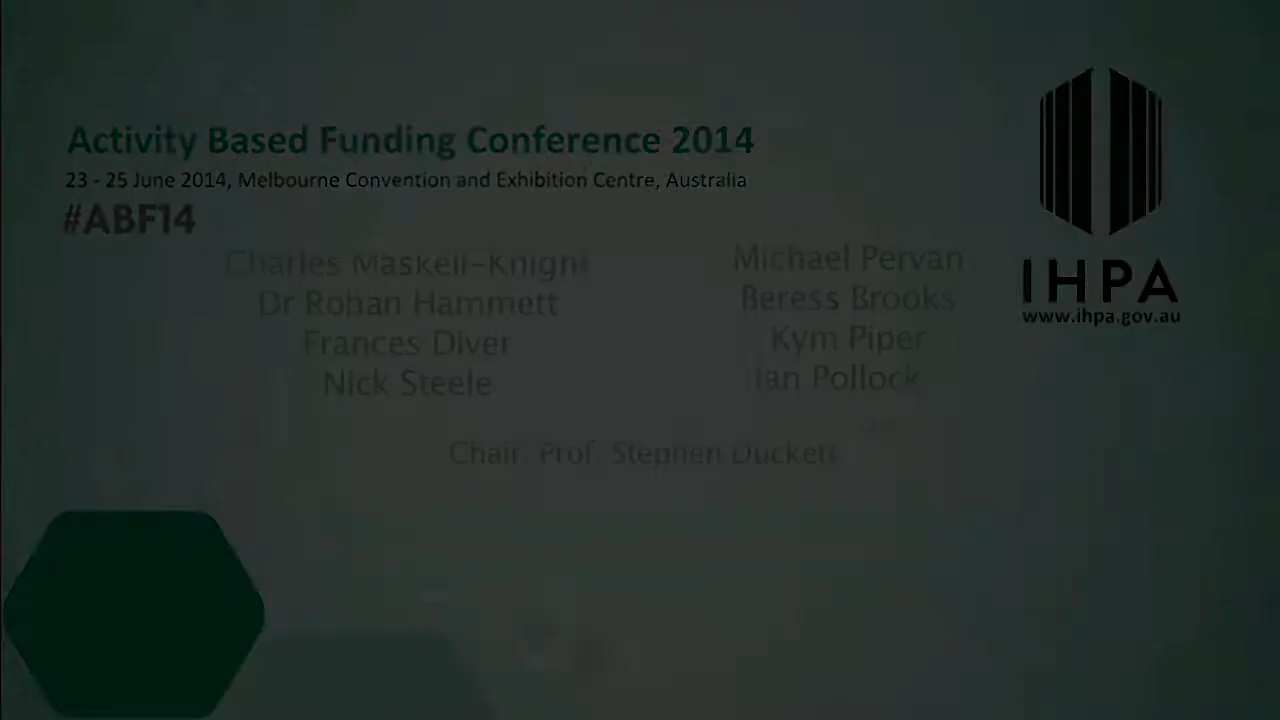 Activity Based Funding Conference 2014
23 - 25 June 2014, Melbourne Convention and Exhibition Centre, Australia
#ABF14
Charles Maskell-Knight
Dr Rohan Hammett
Frances Diver
Nick Steele
Michael Pervan
Beress Brooks
Kym Piper
Ian Pollock
Chair: Prof. Stephen Duckett
IHPA
www.ihpa.gov.au